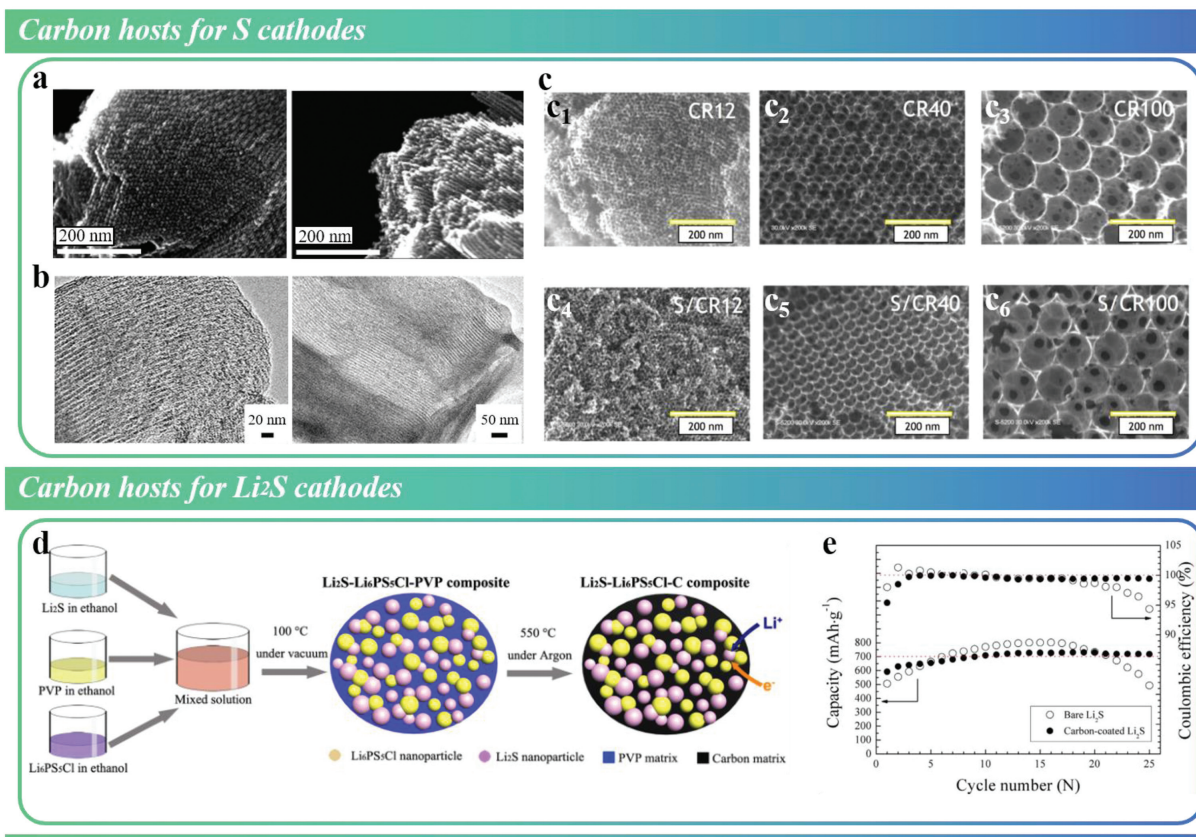 Carbon hosts for S cathodes
a
200 nm
200 nm
b
20 nm
50 nm
c
c1
CR12
200 nm
c2
CR40
200 nm
c3
CR100
200 nm
c4
S/CR12
200 nm
c5
S/CR40
200 nm
c6
S/CR100
200 nm
Carbon hosts for Li2S cathodes
d
Li2S in ethanol
PVP in ethanol
Li6PS5Cl in ethanol
Mixed solution
100 °C
under vacuum
Li2S-Li6PS5Cl-PVP composite
550 °C
under Argon
Li2S-Li6PS5Cl-C composite
Li+
e-
Li6PS5Cl nanoparticle
Li2S nanoparticle
PVP matrix
Carbon matrix
e
Capacity (mAh·g-1)
800
700
600
500
400
300
200
100
0
105
100
95
90
Coulombic efficiency (%)
Bare Li2S
Carbon-coated Li2S
0 5 10 15 20 25
Cycle number (N)